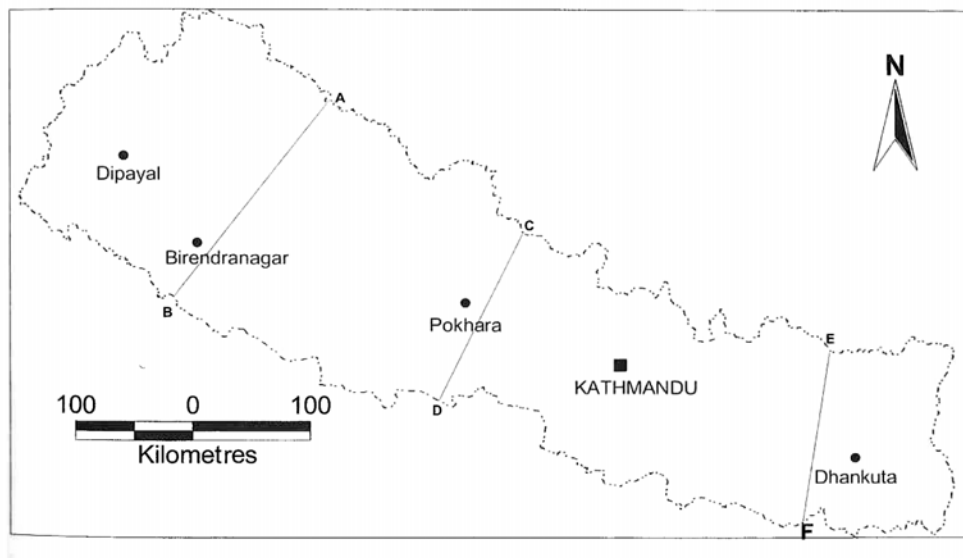 N
A
Dipayal
C
Birendranagar
B
Pokhara
E
KATHMANDU
100 0 100
D
Kilometres
Dhankuta
F